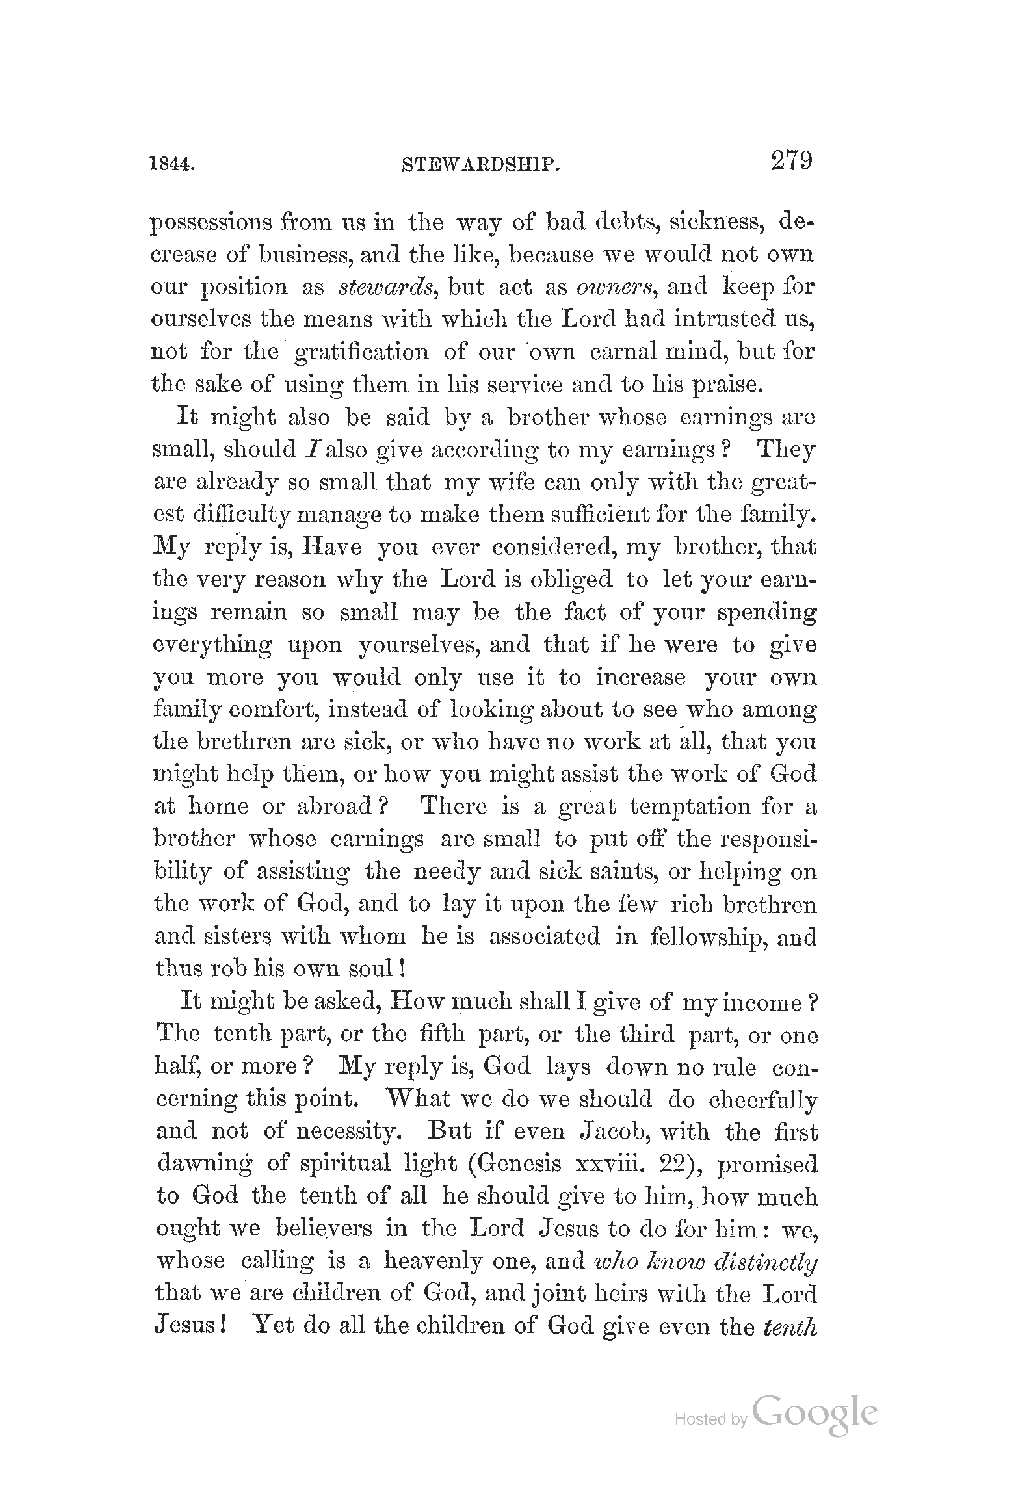 1844. STEWARDSHIP. 279
possessions from us in the way of bad debts, sickness, de-
crease of business, and the like, because we would not own
our position as stewards, but act as owners, and keep for
ourselves the means with which the Lord had intrusted us,
not for the gratification of our own carnal mind, but for
the sake of using them in his service and to his praise.
It might also be said by a brother whose earnings are
small, should I also give according to my earnings? They
are already so small that my wife can only with the great-
est difficulty manage to make them sufficient for the family.
My reply is, Have you ever considered, my brother, that
the very reason why the Lord is obliged to let your earn-
ings remain so small may be the fact of your spending
everything upon yourselves, and that if he were to give
you more you would only use it to increase your own
family comfort, instead of looking about to see who among
the brethren are sick, or who have no work at all, that you
might help them, or how you might assist the work of God
at home or abroad? There is a great temptation for a
brother whose earnings are small to put off the responsi-
bility of assisting the needy and sick saints, or helping on
the work of God, and to lay it upon the few rich brethren
and sisters with whom he is associated in fellowship, and
thus rob his own soul!
It might be asked, How much shall I give of my income?
The tenth part, or the fifth part, or the third part, or one
half, or more? My reply is, God lays down no rule con-
cerning this point. What we do we should do cheerfully
and not of necessity. But if even Jacob, with the first
dawning of spiritual light (Genesis xxviii. 22), promised
to God the tenth of all he should give to him, how much
ought we believers in the Lord Jesus to do for him: we,
whose calling is a heavenly one, and who know distinctly
that we are children of God, and joint heirs with the Lord
Jesus! Yet do all the children of God give even the tenth
Hosted by Google